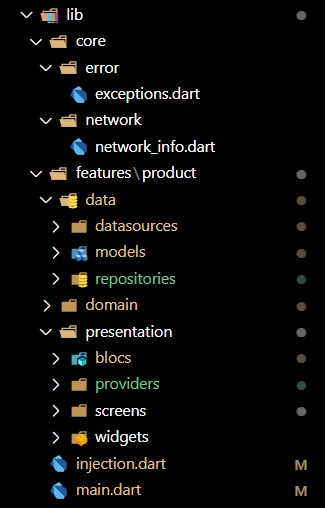 lib
core
error
exceptions.dart
network
network_info.dart
features\product
data
datasources
models
repositories
domain
presentation
blocs
providers
screens
widgets
injection.dart M
main.dart M